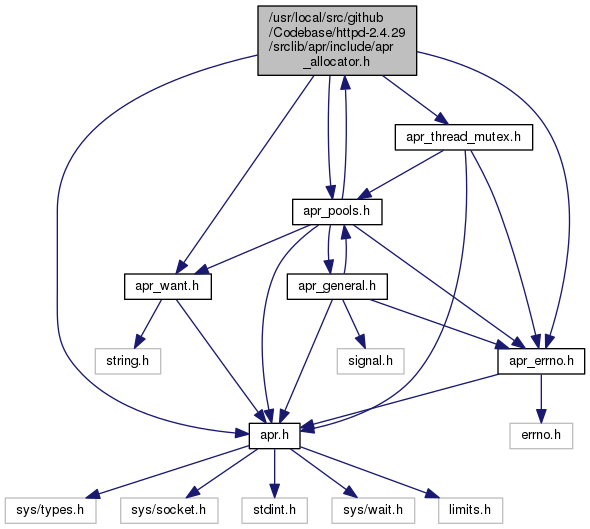 /usr/local/src/github
/Codebase/httpd-2.4.29
/srclib/apr/include/apr
_allocator.h
apr_thread_mutex.h
apr_pools.h
apr_want.h
apr_general.h
string.h
signal.h
apr_errno.h
apr.h
errno.h
sys/types.h
sys/socket.h
stdint.h
sys/wait.h
limits.h